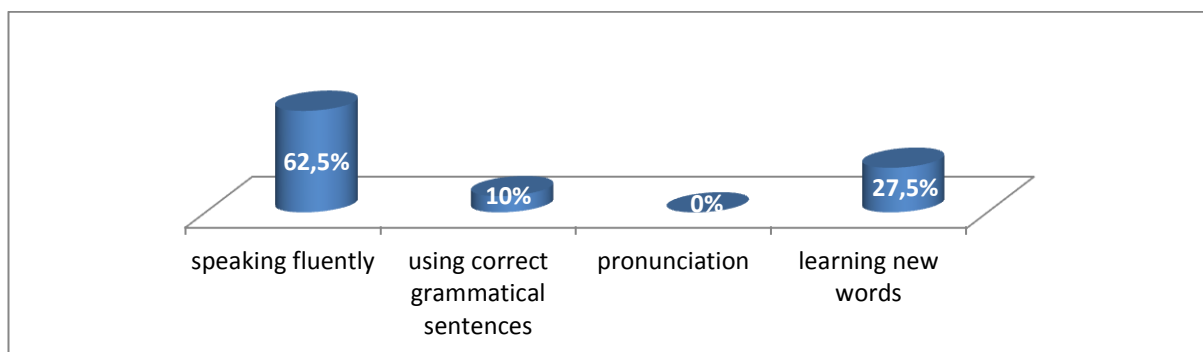 62,5%
10%
0%
27,5%
speaking fluently
using correct
grammatical
sentences
pronunciation
learning new
words